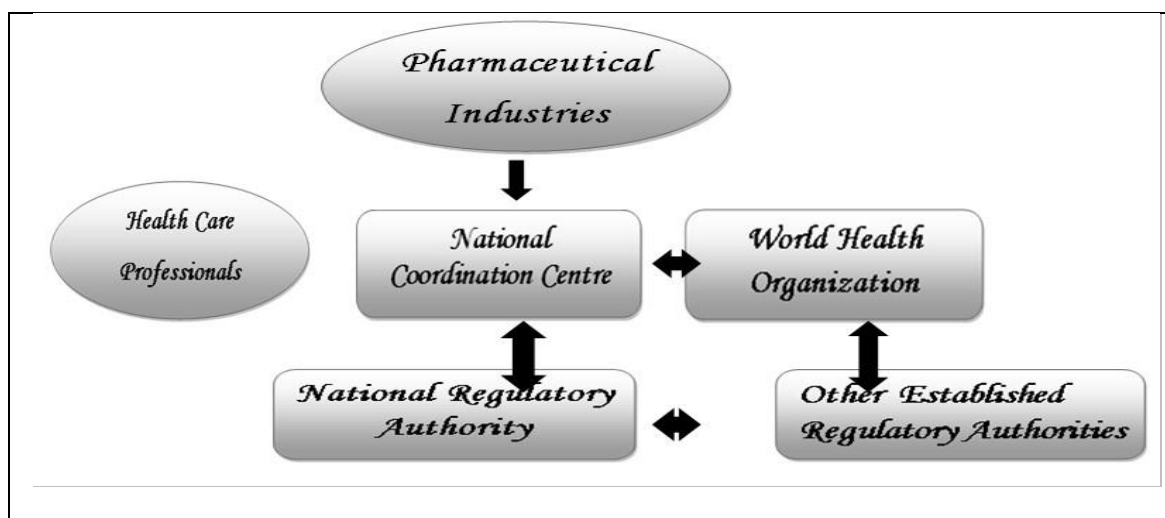 Pharmaceutical
Industries
Health Care
Professionals
National
Coordination Centre
World Health
Organization
National Regulatory
Authority
Other Established
Regulatory Authorities